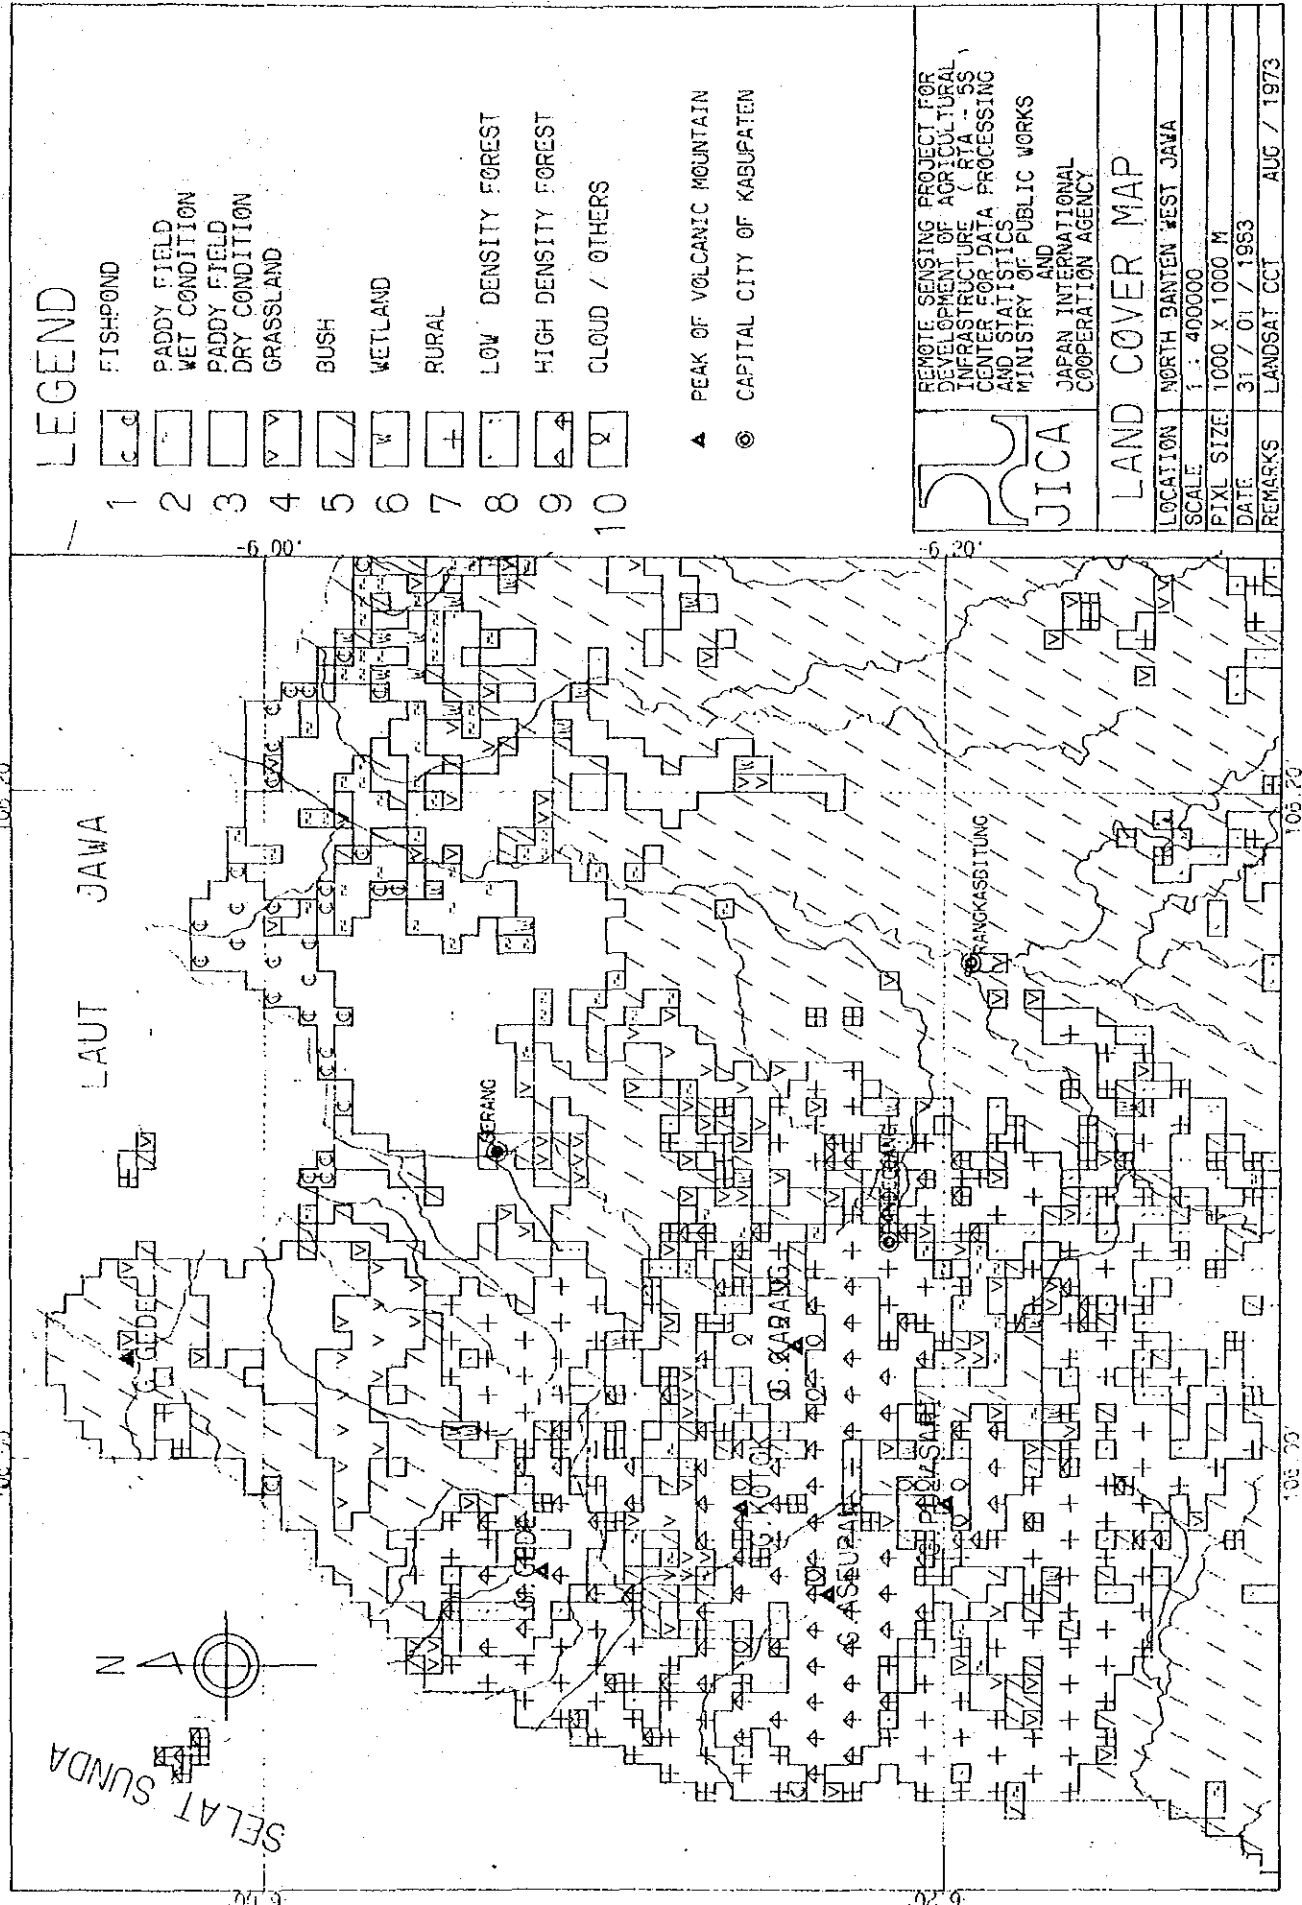 LEGEND
1 FISHPOND
2 PADDY FIELD
WET CONDITION
3 PADDY FIELD
DRY CONDITION
4 GRASSLAND
5 BUSH
6 WETLAND
7 RURAL
8 LOW DENSITY FOREST
9 HIGH DENSITY FOREST
10 CLOUD / OTHERS
PEAK OF VOLCANIC MOUNTAIN
CAPITAL CITY OF KABUPATEN
JICA
REMOTE SENSING PROJECT FOR
DEVELOPMENT OF AGRICULTURAL
INFRASTRUCTURE ( RTA - 55
CENTER FOR DATA PROCESSING
AND STATISTICS
MINISTRY OF PUBLIC WORKS
AND
JAPAN INTERNATIONAL
COOPERATION AGENCY
LAND COVER MAP
LOCATION NORTH BANTEN WEST JAWA
SCALE 1 : 400000
PIXL SIZE 1000 X 1000 M
DATE 31 / 01 / 1983
REMARKS LANDSAT CCT AUG / 1973
N
SELAT SUNDA
LAUT JAWA
G.GEDE
SERANG
G.GEDE
G.KARANG
G.KOTOK
G.ASEUPAN
G.PULASARI
RANGKASBITUNG
-6.00'
-6.20'
106.20'